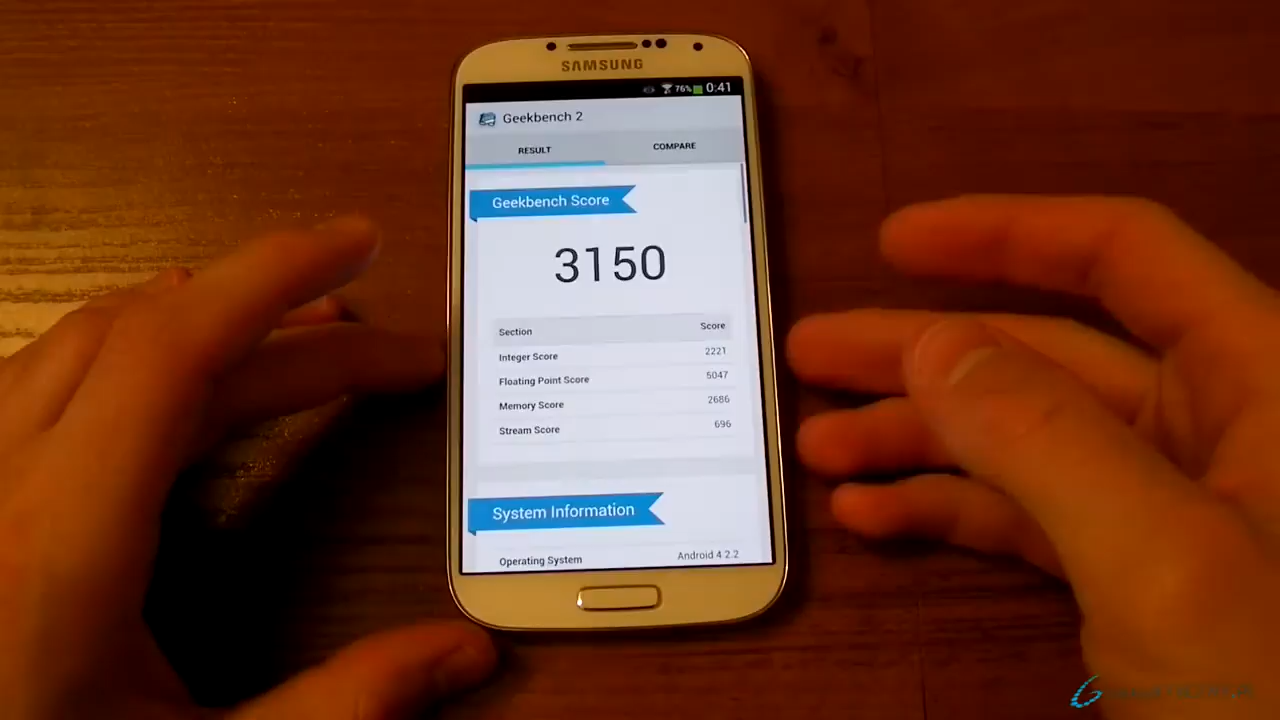 SAMSUNG
76% 0:41
Geekbench 2
RESULT COMPARE
Geekbench Score
3150
Section Score
Integer Score 2221
Floating Point Score 5047
Memory Score 2686
Stream Score 696
System Information
Operating System Android 4.2.2